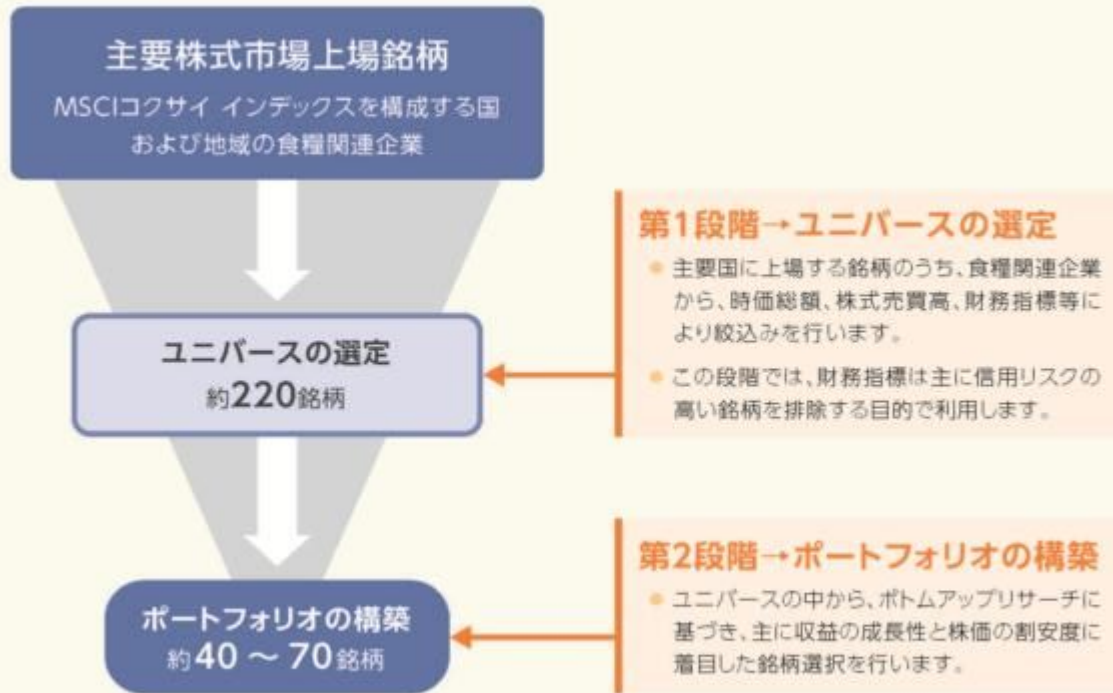 主要株式市場上場銘柄
MSCIコクサイ インデックスを構成する国
および地域の食糧関連企業
ユニバースの選定
約220銘柄
第1段階→ユニバースの選定
● 主要国に上場する銘柄のうち、食糧関連企業
から、時価総額、株式売買高、財務指標等に
より絞込みを行います。
● この段階では、財務指標は主に信用リスクの
高い銘柄を排除する目的で利用します。
ポートフォリオの構築
約40 ～ 70銘柄
第2段階→ポートフォリオの構築
● ユニバースの中から、ボトムアップリサーチに
基づき、主に収益の成長性と株価の割安度に
着目した銘柄選択を行います。